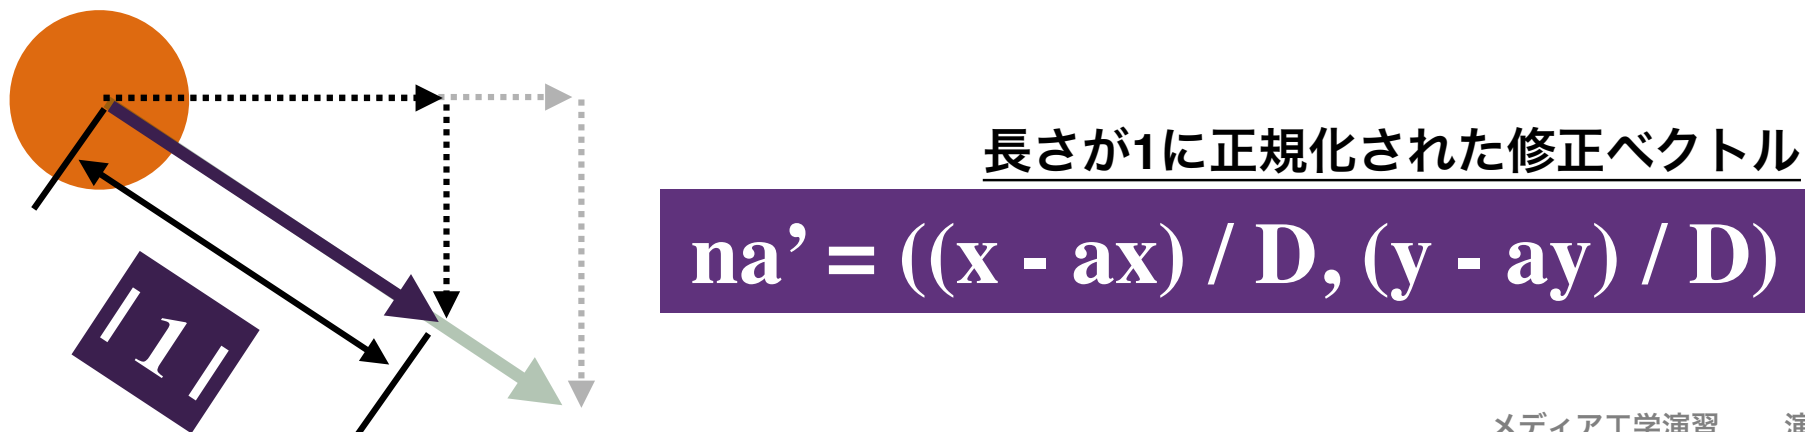 長さが1に正規化された修正ベクトル
na’ = ((x - ax) / D, (y - ay) / D)
| 1 |
メディア工学演習